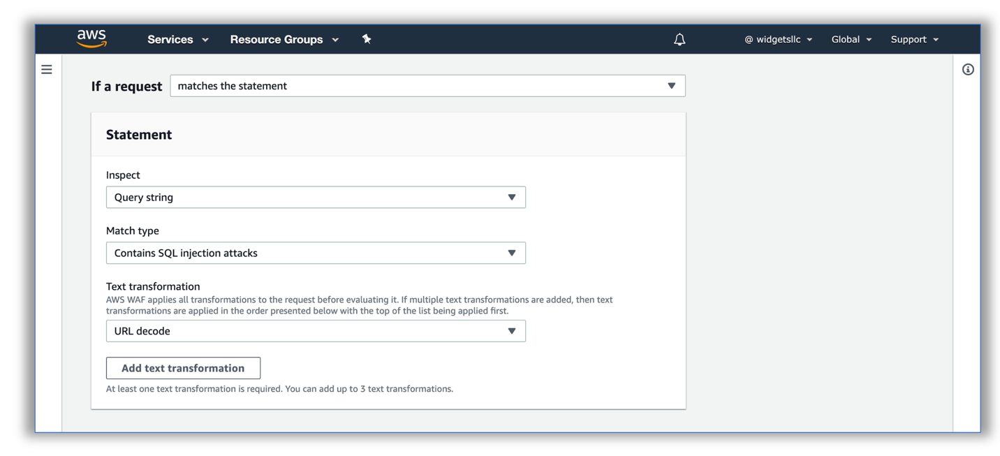 aws
Services
Resource Groups
@ widgetsllc
Global
Support
If a request
matches the statement
Statement
Inspect
Query string
Match type
Contains SQL injection attacks
Text transformation
AWS WAF applies all transformations to the request before evaluating it. If multiple text transformations are added, then text
transformations are applied in the order presented below with the top of the list being applied first.
URL decode
Add text transformation
At least one text transformation is required. You can add up to 3 text transformations.